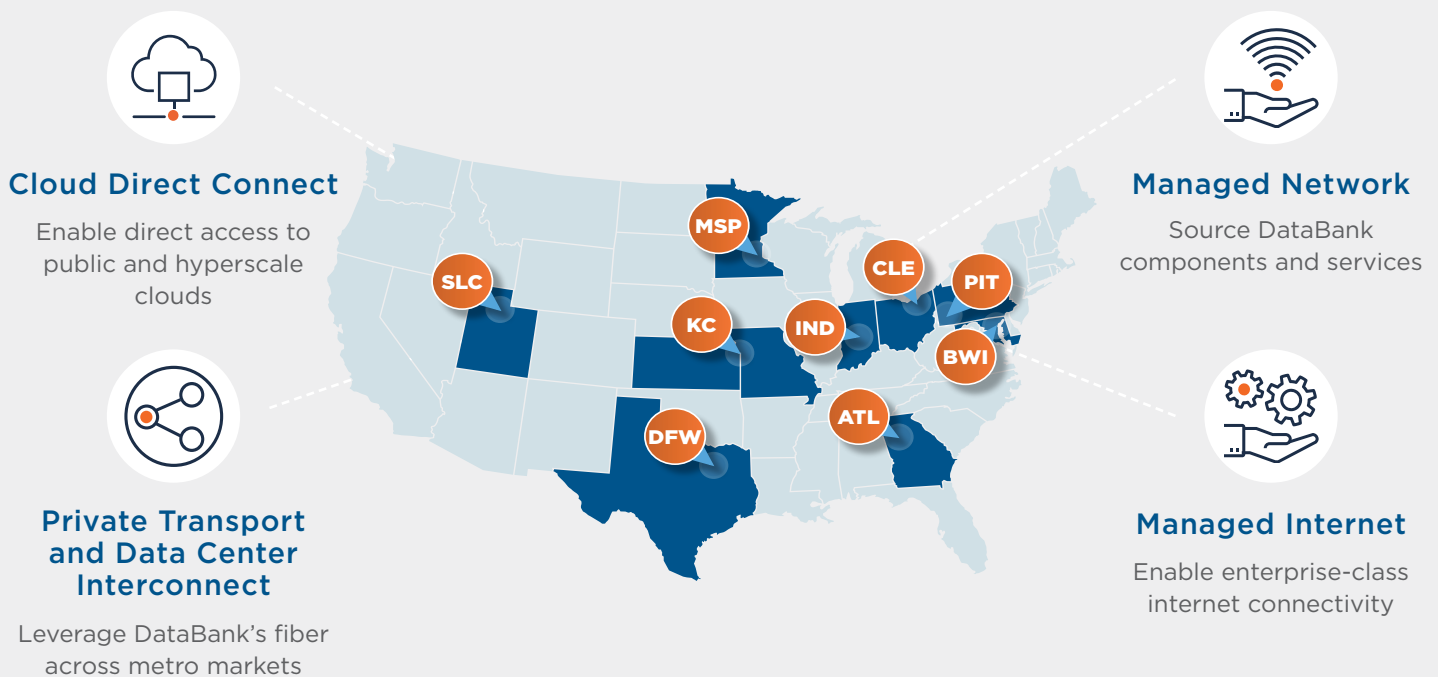 Cloud Direct Connect
Enable direct access to
public and hyperscale
clouds
Private Transport
and Data Center
Interconnect
Leverage DataBank’s fiber
across metro markets
MSP
SLC
CLE
PIT
KC
IND
BWI
ATL
DFW
Managed Network
Source DataBank
components and services
Managed Internet
Enable enterprise-class
internet connectivity